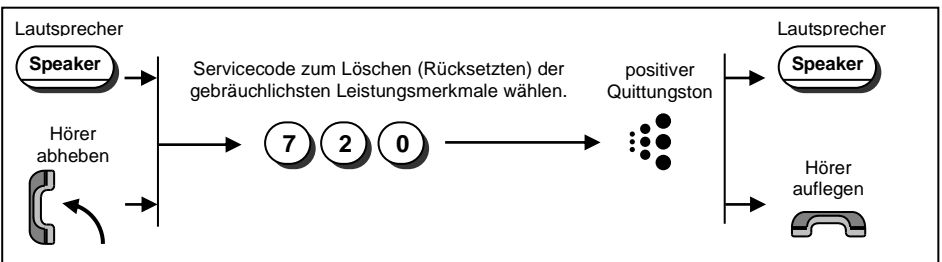 Lautsprecher
Speaker
Hörer
abheben
Servicecode zum Löschen (Rücksetzten) der
gebräuchlichsten Leistungsmerkmale wählen.
7 2 0
positiver
Quittungston
Lautsprecher
Speaker
Hörer
auflegen